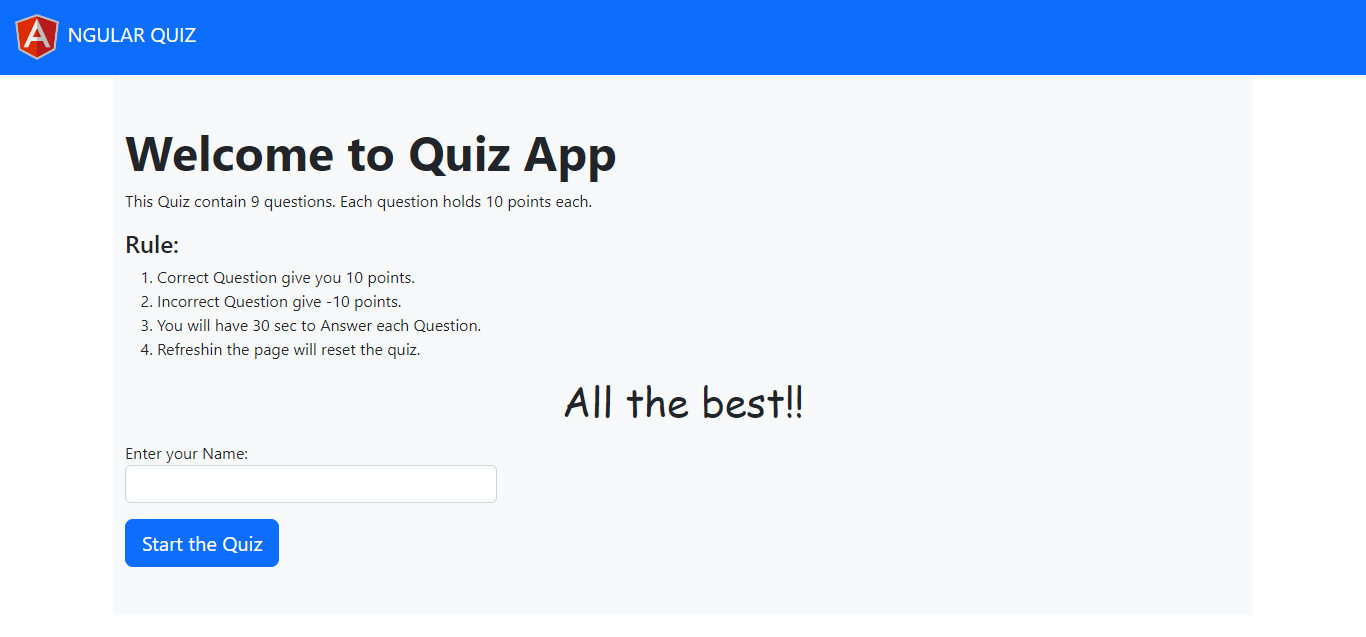 A NGULAR QUIZ
Welcome to Quiz App
This Quiz contain 9 questions. Each question holds 10 points each.
Rule:
1. Correct Question give you 10 points.
2. Incorrect Question give -10 points.
3. You will have 30 sec to Answer each Question.
4. Refreshin the page will reset the quiz.
All the best!!
Enter your Name:
Start the Quiz